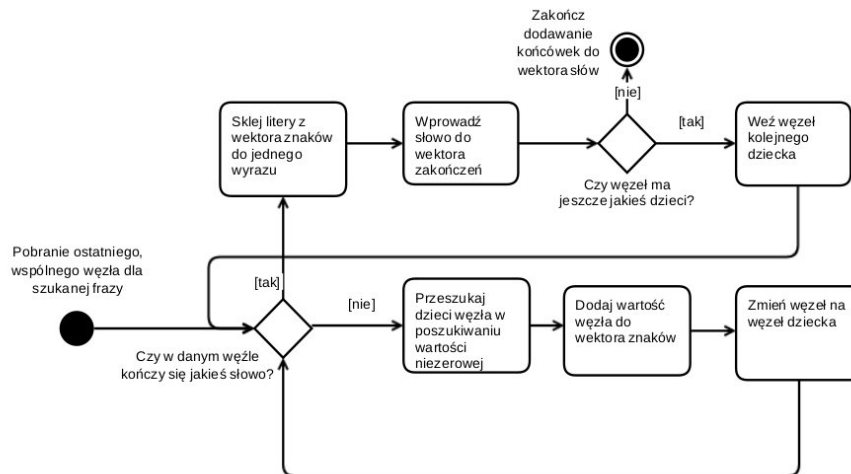 Zakończ
dodawanie
końcówek do
wektora słów
[nie]
Sklej litery z
wektora znaków
do jednego
wyrazu
Wprowadź
słowo do
wektora
zakończeń
[tak]
Weź węzeł
kolejnego
dziecka
Czy węzeł ma
jeszcze jakieś dzieci?
Pobranie ostatniego,
wspólnego węzła dla
szukanej frazy
[tak]
[nie]
Przeszukaj
dzieci węzła w
poszukiwaniu
wartości
niezerowej
Dodaj wartość
węzła do
wektora znaków
Zmień węzeł na
węzeł dziecka
Czy w danym węźle
kończy się jakieś słowo?